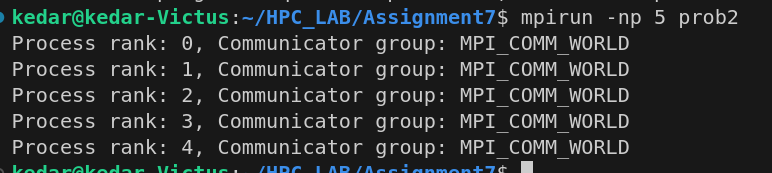 kedar@kedar-Victus:~/HPC_LAB/Assignment7$ mpirun -np 5 prob2
Process rank: 0, Communicator group: MPI_COMM_WORLD
Process rank: 1, Communicator group: MPI_COMM_WORLD
Process rank: 2, Communicator group: MPI_COMM_WORLD
Process rank: 3, Communicator group: MPI_COMM_WORLD
Process rank: 4, Communicator group: MPI_COMM_WORLD
kedar@kedar-Victus:~/HPC_LAB/Assignment7$